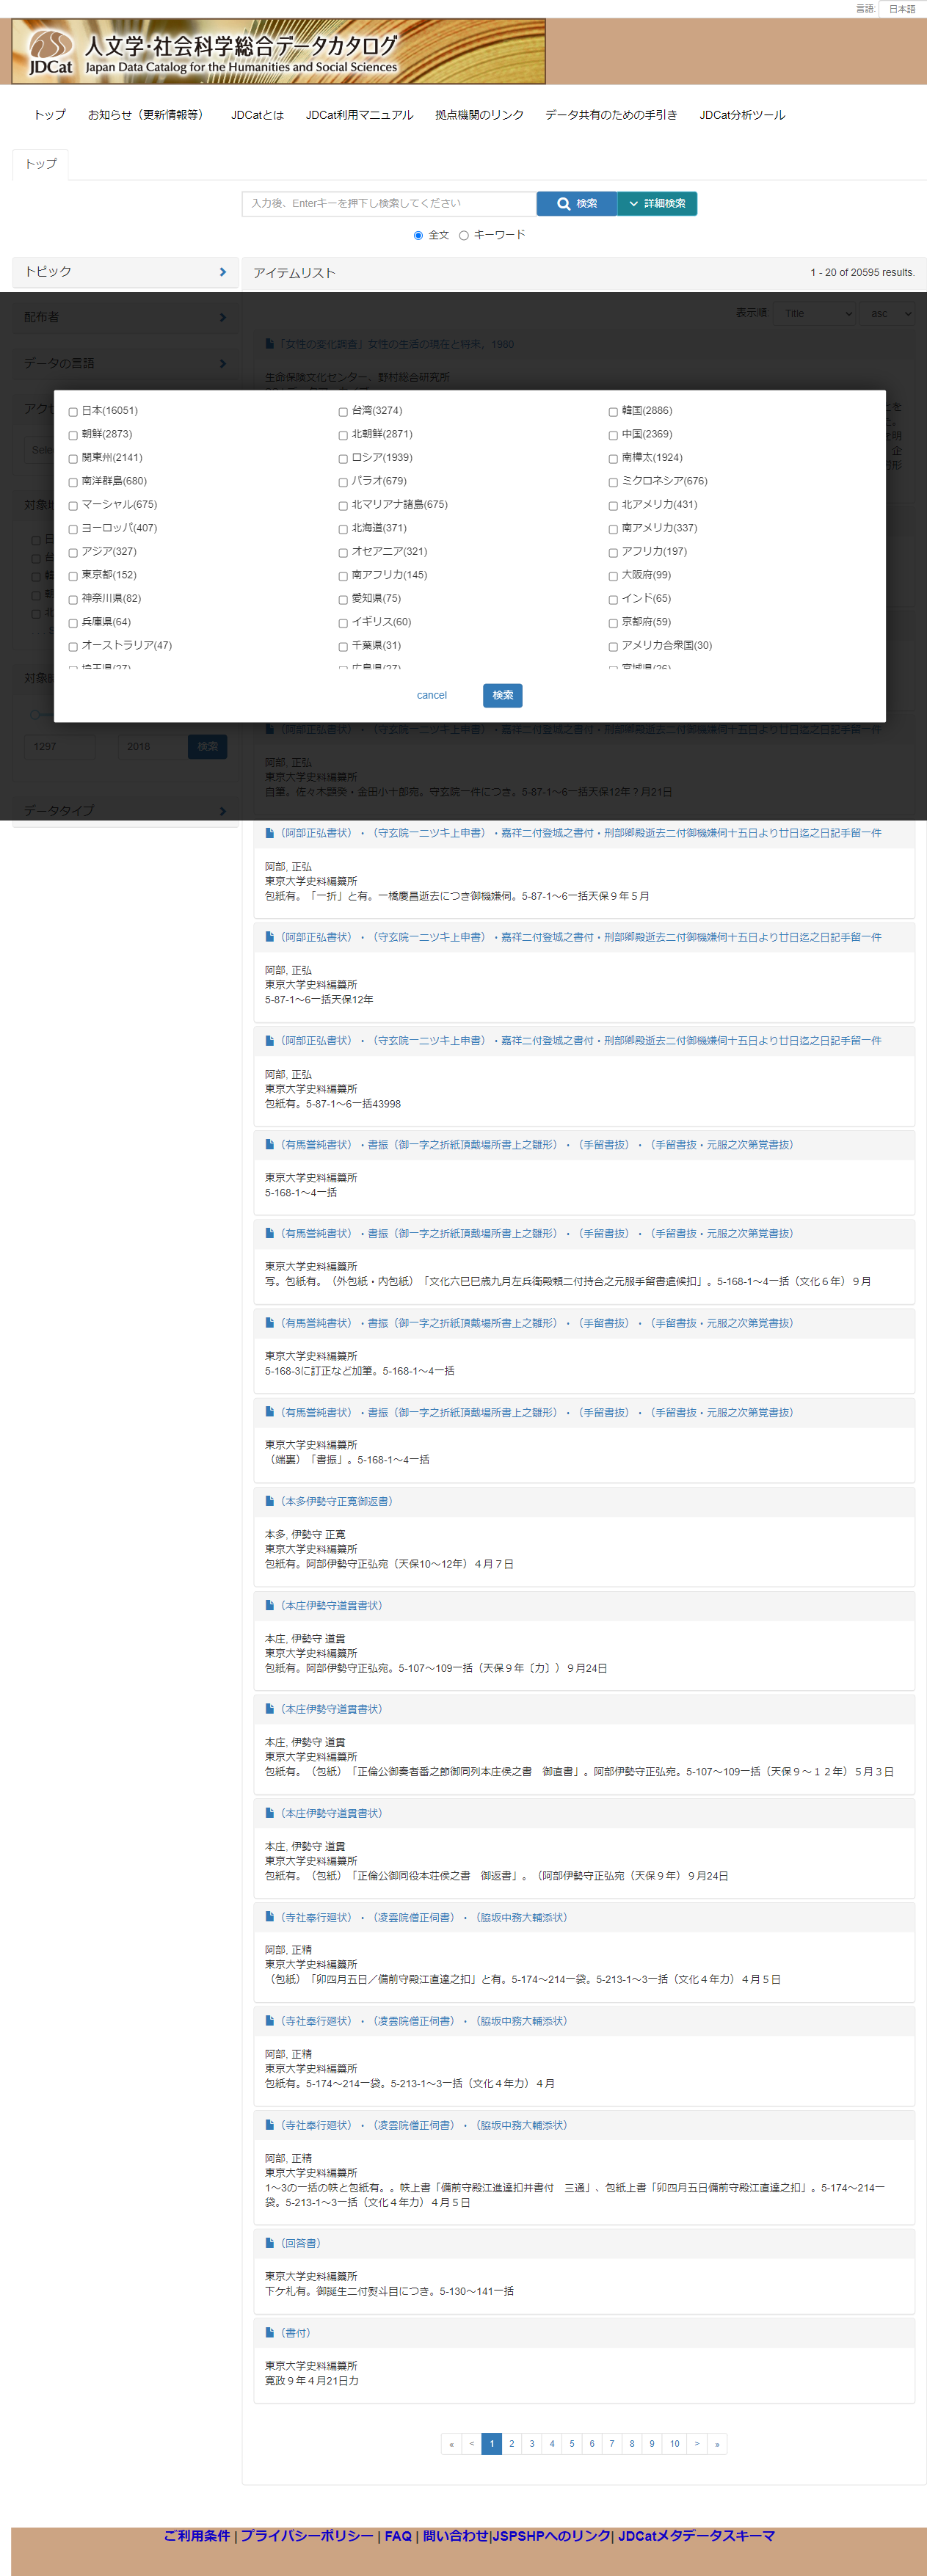 言語: 日本語
JDCat 人文学・社会科学総合データカタログ
Japan Data Catalog for the Humanities and Social Sciences
トップ お知らせ（更新情報等） JDCatとは JDCat利用マニュアル 拠点機関のリンク データ共有のための手引き JDCat分析ツール
トップ
入力後、Enterキーを押下し検索してください 検索 詳細検索
全文 キーワード
トピック
アイテムリスト 1 - 20 of 20595 results.
配布者
表示順: Title asc
「女性の変化調査」女性の生活の現在と将来、1980
データの言語
生命保険文化センター、野村総合研究所
日本(16051) 台湾(3274) 韓国(2886)
朝鮮(2873) 北朝鮮(2871) 中国(2369)
関東州(2141) ロシア(1939) 南樺太(1924)
南洋群島(680) パラオ(679) ミクロネシア(676)
マーシャル(675) 北マリアナ諸島(675) 北アメリカ(431)
ヨーロッパ(407) 北海道(371) 南アメリカ(337)
アジア(327) オセアニア(321) アフリカ(197)
東京都(152) 南アフリカ(145) 大阪府(99)
神奈川県(82) 愛知県(75) インド(65)
兵庫県(64) イギリス(60) 京都府(59)
オーストラリア(47) 千葉県(31) アメリカ合衆国(30)
埼玉県(27) 広島県(27) 宮城県(26)
cancel 検索
（阿部正弘書状）・（守玄院一ニツキ上申書）・嘉祥ニ付登城之書付・刑部卿殿逝去ニ付御機嫌伺十五日より廿日迄之日記手留一件
1297 2018 検索
阿部, 正弘
東京大学史料編纂所
自筆。佐々木顕発・金田小十郎宛。守玄院一件につき。5-87-1～6一括天保12年？月21日
データタイプ
（阿部正弘書状）・（守玄院一ニツキ上申書）・嘉祥ニ付登城之書付・刑部卿殿逝去ニ付御機嫌伺十五日より廿日迄之日記手留一件
阿部, 正弘
東京大学史料編纂所
包紙有。「一折」と有。一橋慶昌逝去につき御機嫌伺。5-87-1～6一括天保９年５月
（阿部正弘書状）・（守玄院一ニツキ上申書）・嘉祥ニ付登城之書付・刑部卿殿逝去ニ付御機嫌伺十五日より廿日迄之日記手留一件
阿部, 正弘
東京大学史料編纂所
5-87-1～6一括天保12年
（阿部正弘書状）・（守玄院一ニツキ上申書）・嘉祥ニ付登城之書付・刑部卿殿逝去ニ付御機嫌伺十五日より廿日迄之日記手留一件
阿部, 正弘
東京大学史料編纂所
包紙有。5-87-1～6一括43998
（有馬誉純書状）・書振（御一字之折紙頂戴場所書上之雛形）・（手留書抜）・（手留書抜・元服之次第覚書抜）
東京大学史料編纂所
5-168-1～4一括
（有馬誉純書状）・書振（御一字之折紙頂戴場所書上之雛形）・（手留書抜）・（手留書抜・元服之次第覚書抜）
東京大学史料編纂所
写。包紙有。（外包紙・内包紙）「文化六巳巳歳九月左兵衛殿頼ニ付持合之元服手留書遣候扣」。5-168-1～4一括（文化６年）９月
（有馬誉純書状）・書振（御一字之折紙頂戴場所書上之雛形）・（手留書抜）・（手留書抜・元服之次第覚書抜）
東京大学史料編纂所
5-168-3に訂正など加筆。5-168-1～4一括
（有馬誉純書状）・書振（御一字之折紙頂戴場所書上之雛形）・（手留書抜）・（手留書抜・元服之次第覚書抜）
東京大学史料編纂所
（端裏）「書振」。5-168-1～4一括
（本多伊勢守正寛御返書）
本多, 伊勢守 正寛
東京大学史料編纂所
包紙有。阿部伊勢守正弘宛（天保10～12年）４月７日
（本庄伊勢守道貫書状）
本庄, 伊勢守 道貫
東京大学史料編纂所
包紙有。阿部伊勢守正弘宛。5-107～109一括（天保９年〔力〕）９月24日
（本庄伊勢守道貫書状）
本庄, 伊勢守 道貫
東京大学史料編纂所
包紙有。（包紙）「正倫公御奏者番之節御同列本庄侯之書　御直書」。阿部伊勢守正弘宛。5-107～109一括（天保９～１２年）５月３日
（本庄伊勢守道貫書状）
本庄, 伊勢守 道貫
東京大学史料編纂所
包紙有。（包紙）「正倫公御同役本荘侯之書　御返書」。（阿部伊勢守正弘宛（天保９年）９月24日
（寺社奉行廻状）・（凌雲院僧正伺書）・（脇坂中務大輔添状）
阿部, 正精
東京大学史料編纂所
（包紙）「卯四月五日／備前守殿江直達之扣」と有。5-174～214一袋。5-213-1～3一括（文化４年力）４月５日
（寺社奉行廻状）・（凌雲院僧正伺書）・（脇坂中務大輔添状）
阿部, 正精
東京大学史料編纂所
包紙有。5-174～214一袋。5-213-1～3一括（文化４年力）４月
（寺社奉行廻状）・（凌雲院僧正伺書）・（脇坂中務大輔添状）
阿部, 正精
東京大学史料編纂所
1～3の一括の帙と包紙有。。帙上書「備前守殿江進達扣幷書付　三通」、包紙上書「卯四月五日備前守殿江直達之扣」。5-174～214一
袋。5-213-1～3一括（文化４年力）４月５日
（回答書）
東京大学史料編纂所
下ケ札有。御誕生ニ付熨斗目につき。5-130～141一括
（書付）
東京大学史料編纂所
寛政９年４月21日力
« < 1 2 3 4 5 6 7 8 9 10 > »
ご利用条件 | プライバシーポリシー | FAQ | 問い合わせ|JSPSHPへのリンク| JDCatメタデータスキーマ